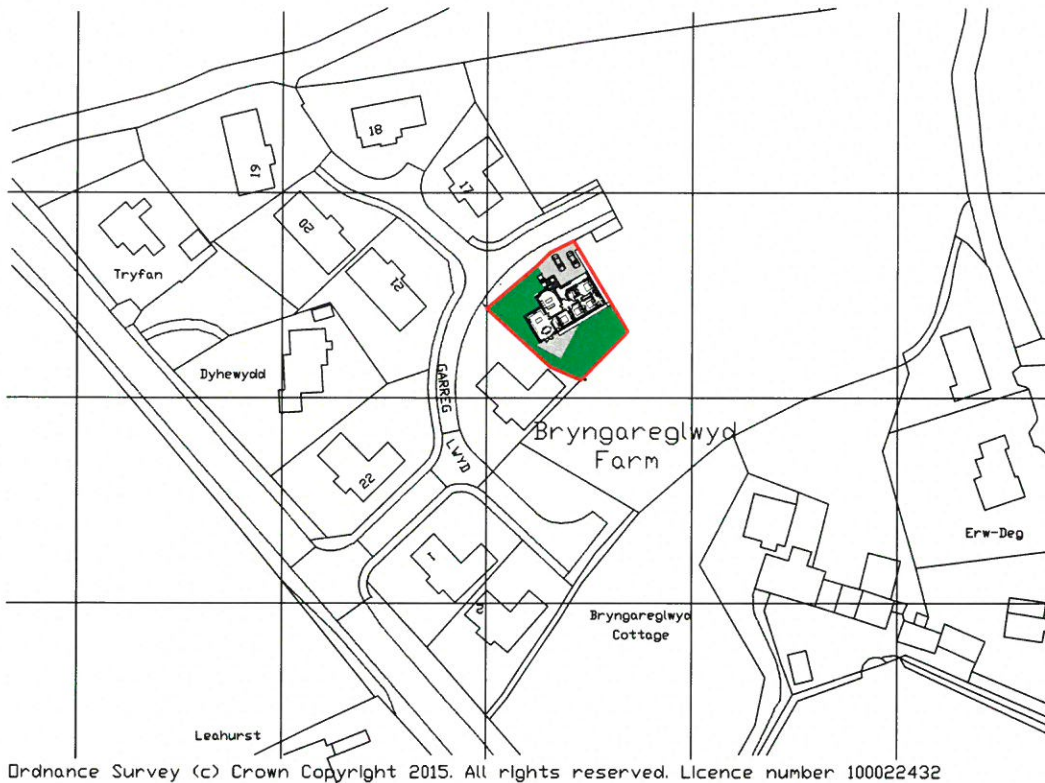 18
19
17
20
Tryfan
21
Dyhewydd
GARREG
LWYD
Bryngareglwyd
Farm
22
Erw-Deg
1
2
Bryngareglwyd
Cottage
Leahurst
Ordnance Survey (c) Crown Copyright 2015. All rights reserved. Licence number 100022432